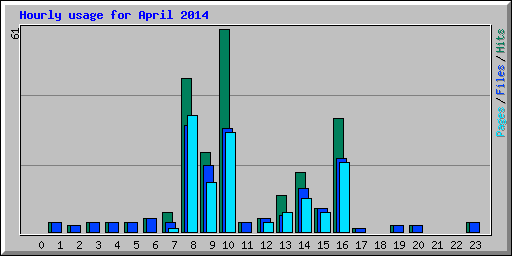 Hourly usage for April 2014
61
Pages/Files/Hits
0 1 2 3 4 5 6 7 8 9 10 11 12 13 14 15 16 17 18 19 20 21 22 23